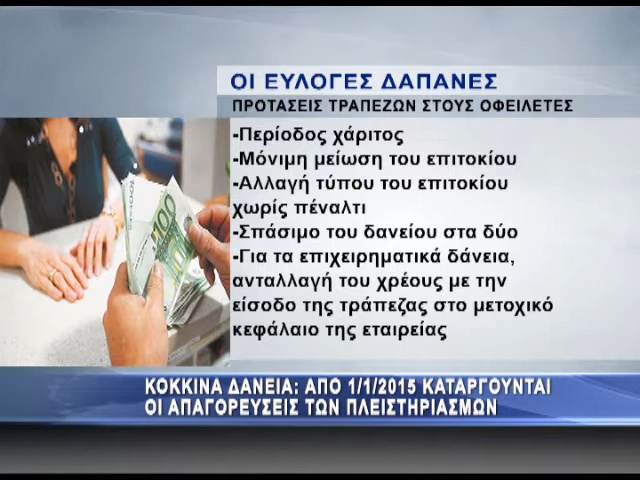 ΟΙ ΕΥΛΟΓΕΣ ΔΑΠΑΝΕΣ
ΠΡΟΤΑΣΕΙΣ ΤΡΑΠΕΖΩΝ ΣΤΟΥΣ ΟΦΕΙΛΕΤΕΣ
-Περίοδος χάριτος
-Μόνιμη μείωση του επιτοκίου
-Αλλαγή τύπου του επιτοκίου
χωρίς πέναλτι
-Σπάσιμο του δανείου στα δύο
-Για τα επιχειρηματικά δάνεια,
ανταλλαγή του χρέους με την
είσοδο της τράπεζας στο μετοχικό
κεφάλαιο της εταιρείας
100
ΚΟΚΚΙΝΑ ΔΑΝΕΙΑ: ΑΠΟ 1/1/2015 ΚΑΤΑΡΓΟΥΝΤΑΙ
ΟΙ ΑΠΑΓΟΡΕΥΣΕΙΣ ΤΩΝ ΠΛΕΙΣΤΗΡΙΑΣΜΩΝ